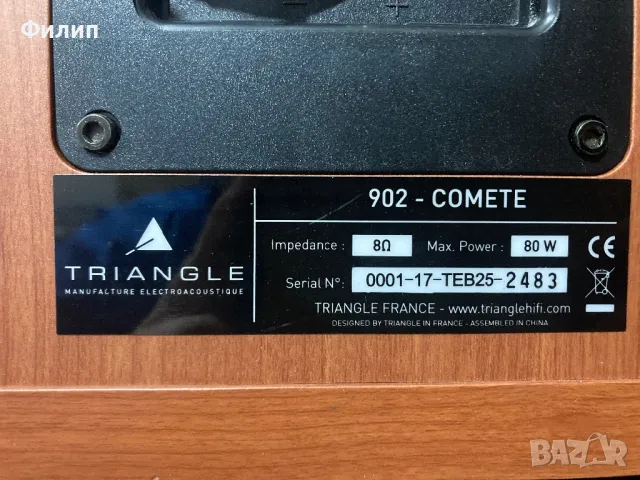 Филип
− +
TRIANGLE
MANUFACTURE ELECTROACOUSTIQUE
902 - COMETE
Impedance : 8Ω Max. Power : 80 W CE
Serial N°: 0001-17-TEB25-2483
TRIANGLE FRANCE - www.trianglehifi.com
DESIGNED BY TRIANGLE IN FRANCE - ASSEMBLED IN CHINA
BAZAR